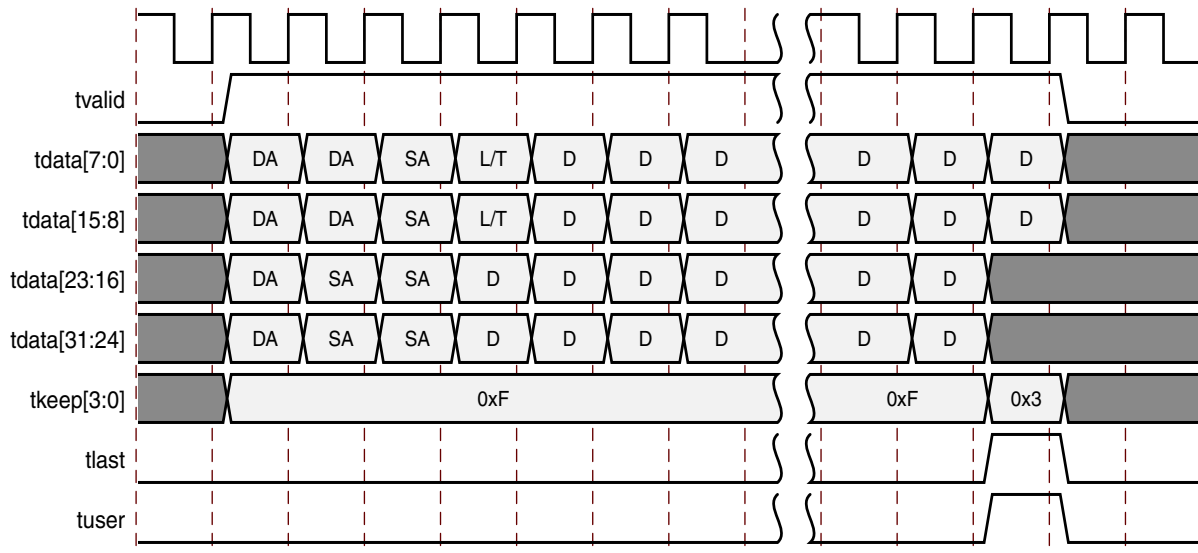 tvalid
tdata[7:0] DA DA SA L/T D D D D D D
tdata[15:8] DA DA SA L/T D D D D D D
tdata[23:16] DA SA SA D D D D D D
tdata[31:24] DA SA SA D D D D D D
tkeep[3:0] 0xF 0xF 0x3
tlast
tuser